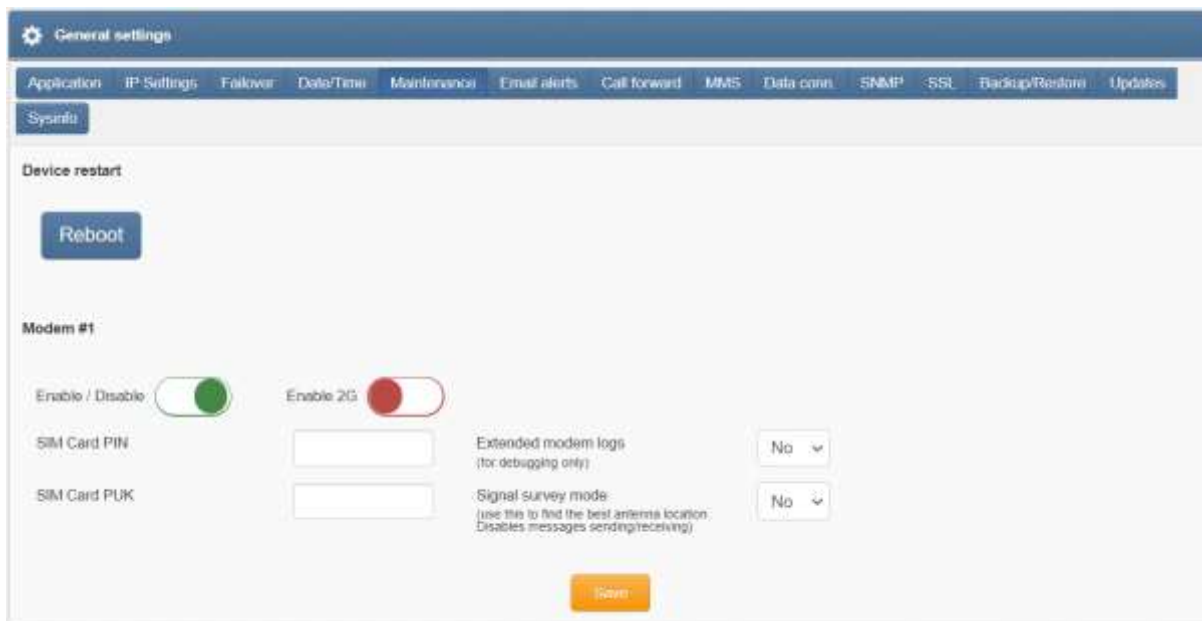 General settings
Application IP Settings Failover Date/Time Maintenance Email alerts Call forward MMS Data conn. SNMP SSL Backup/Restore Updates
Sysinfo
Device restart
Reboot
Modem #1
Enable / Disable Enable 2G
SIM Card PIN Extended modem logs No
(for debugging only)
SIM Card PUK Signal survey mode No
(use this to find the best antenna location.
Disables messages sending/receiving)
Save